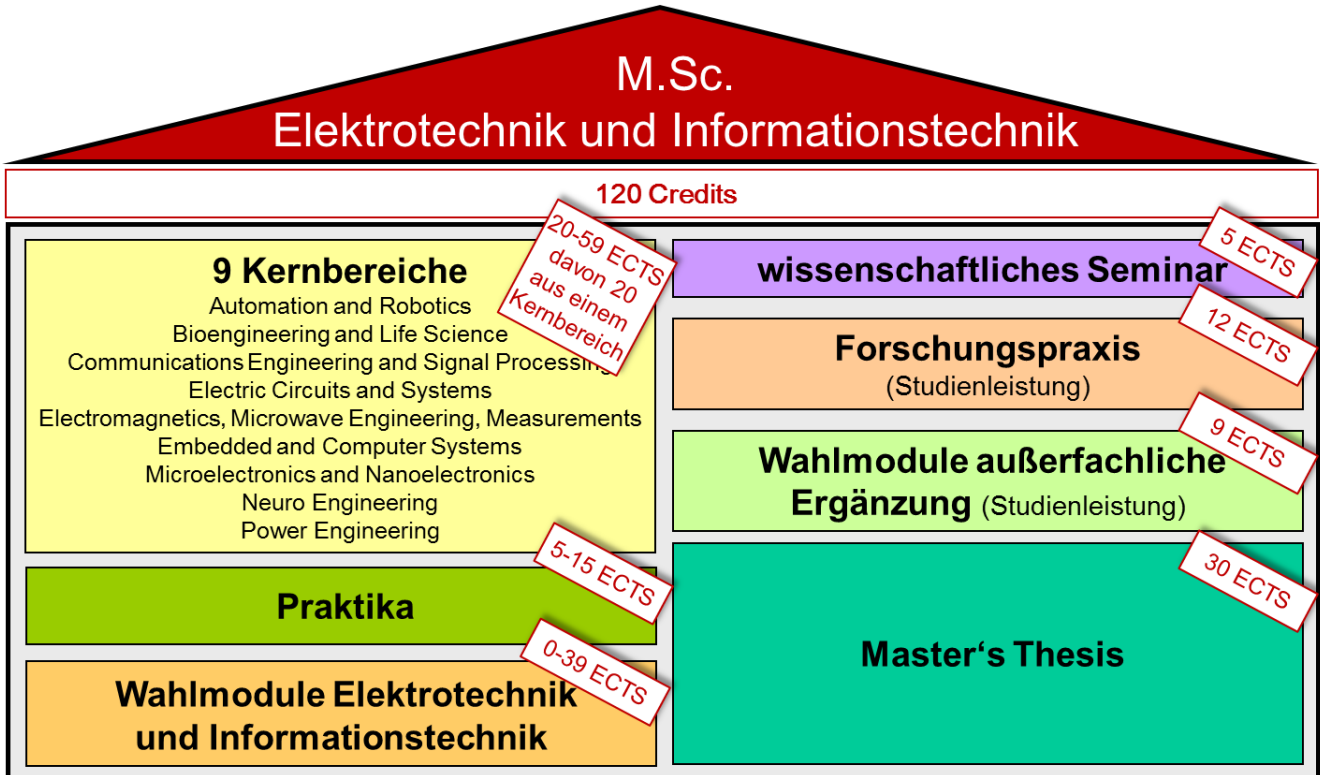 M.Sc.
Elektrotechnik und Informationstechnik
120 Credits
9 Kernbereiche
Automation and Robotics
Bioengineering and Life Science
Communications Engineering and Signal Processing
Electric Circuits and Systems
Electromagnetics, Microwave Engineering, Measurements
Embedded and Computer Systems
Microelectronics and Nanoelectronics
Neuro Engineering
Power Engineering
20-59 ECTS
davon 20
aus einem
Kernbereich
Praktika
5-15 ECTS
Wahlmodule Elektrotechnik
und Informationstechnik
0-39 ECTS
wissenschaftliches Seminar
5 ECTS
Forschungspraxis
(Studienleistung)
12 ECTS
Wahlmodule außerfachliche
Ergänzung (Studienleistung)
9 ECTS
Master‘s Thesis
30 ECTS